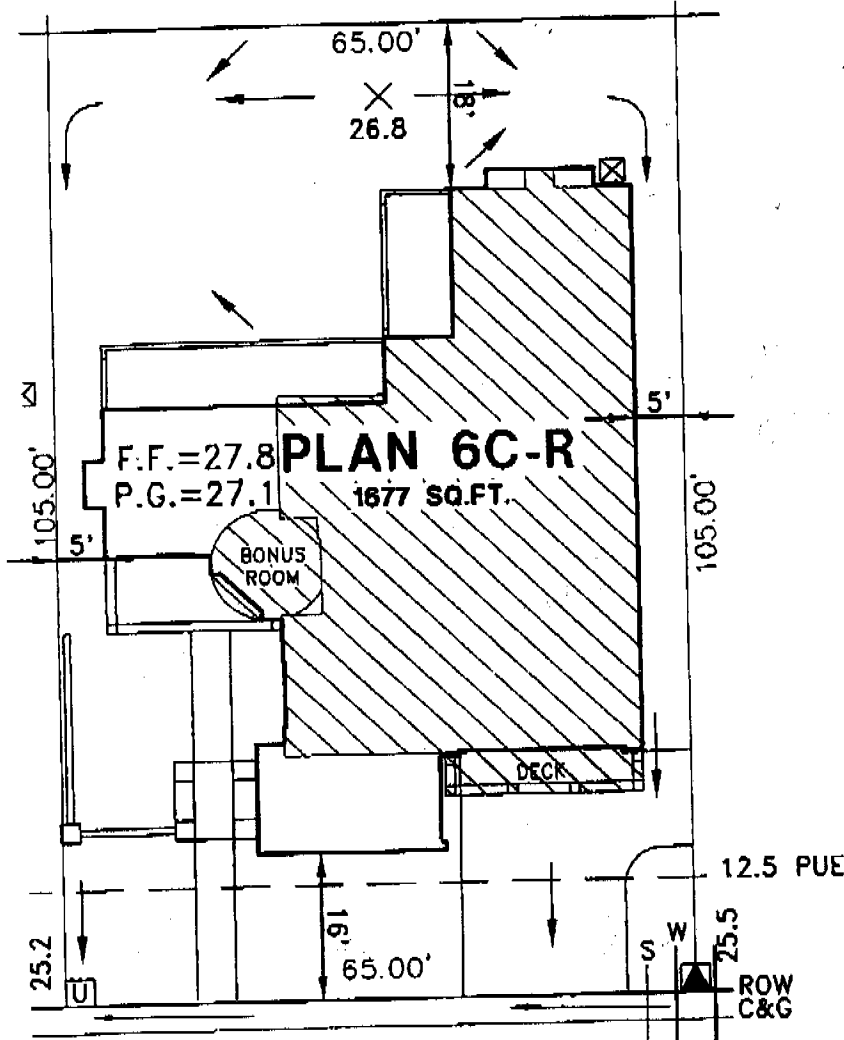 65.00'
18'
26.8
5'
F.F.=27.8
P.G.=27.1
PLAN 6C-R
1677 SQ.FT.
105.00'
105.00'
5'
BONUS
ROOM
DECK
12.5 PUE
16'
65.00'
25.2
U
S
W
25.5
ROW
C&G